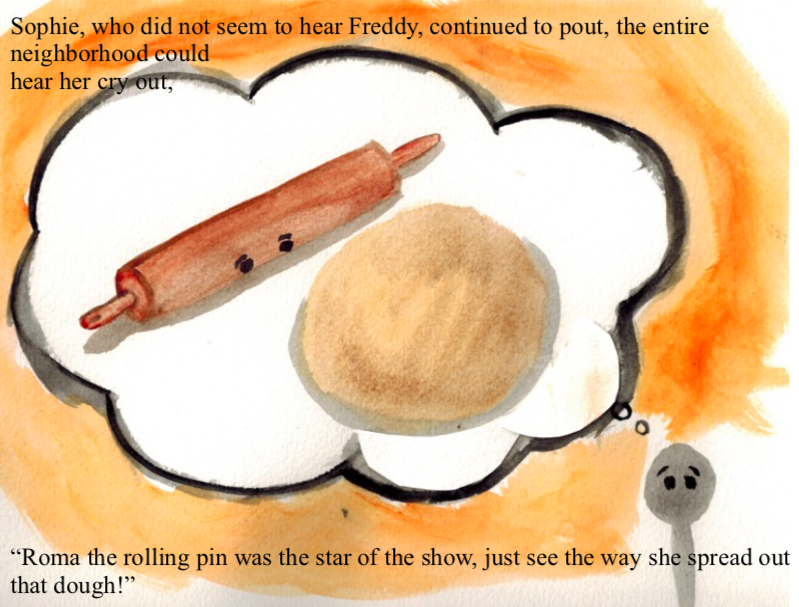 Sophie, who did not seem to hear Freddy, continued to pout, the entire
neighborhood could
hear her cry out,
“Roma the rolling pin was the star of the show, just see the way she spread out
that dough!”